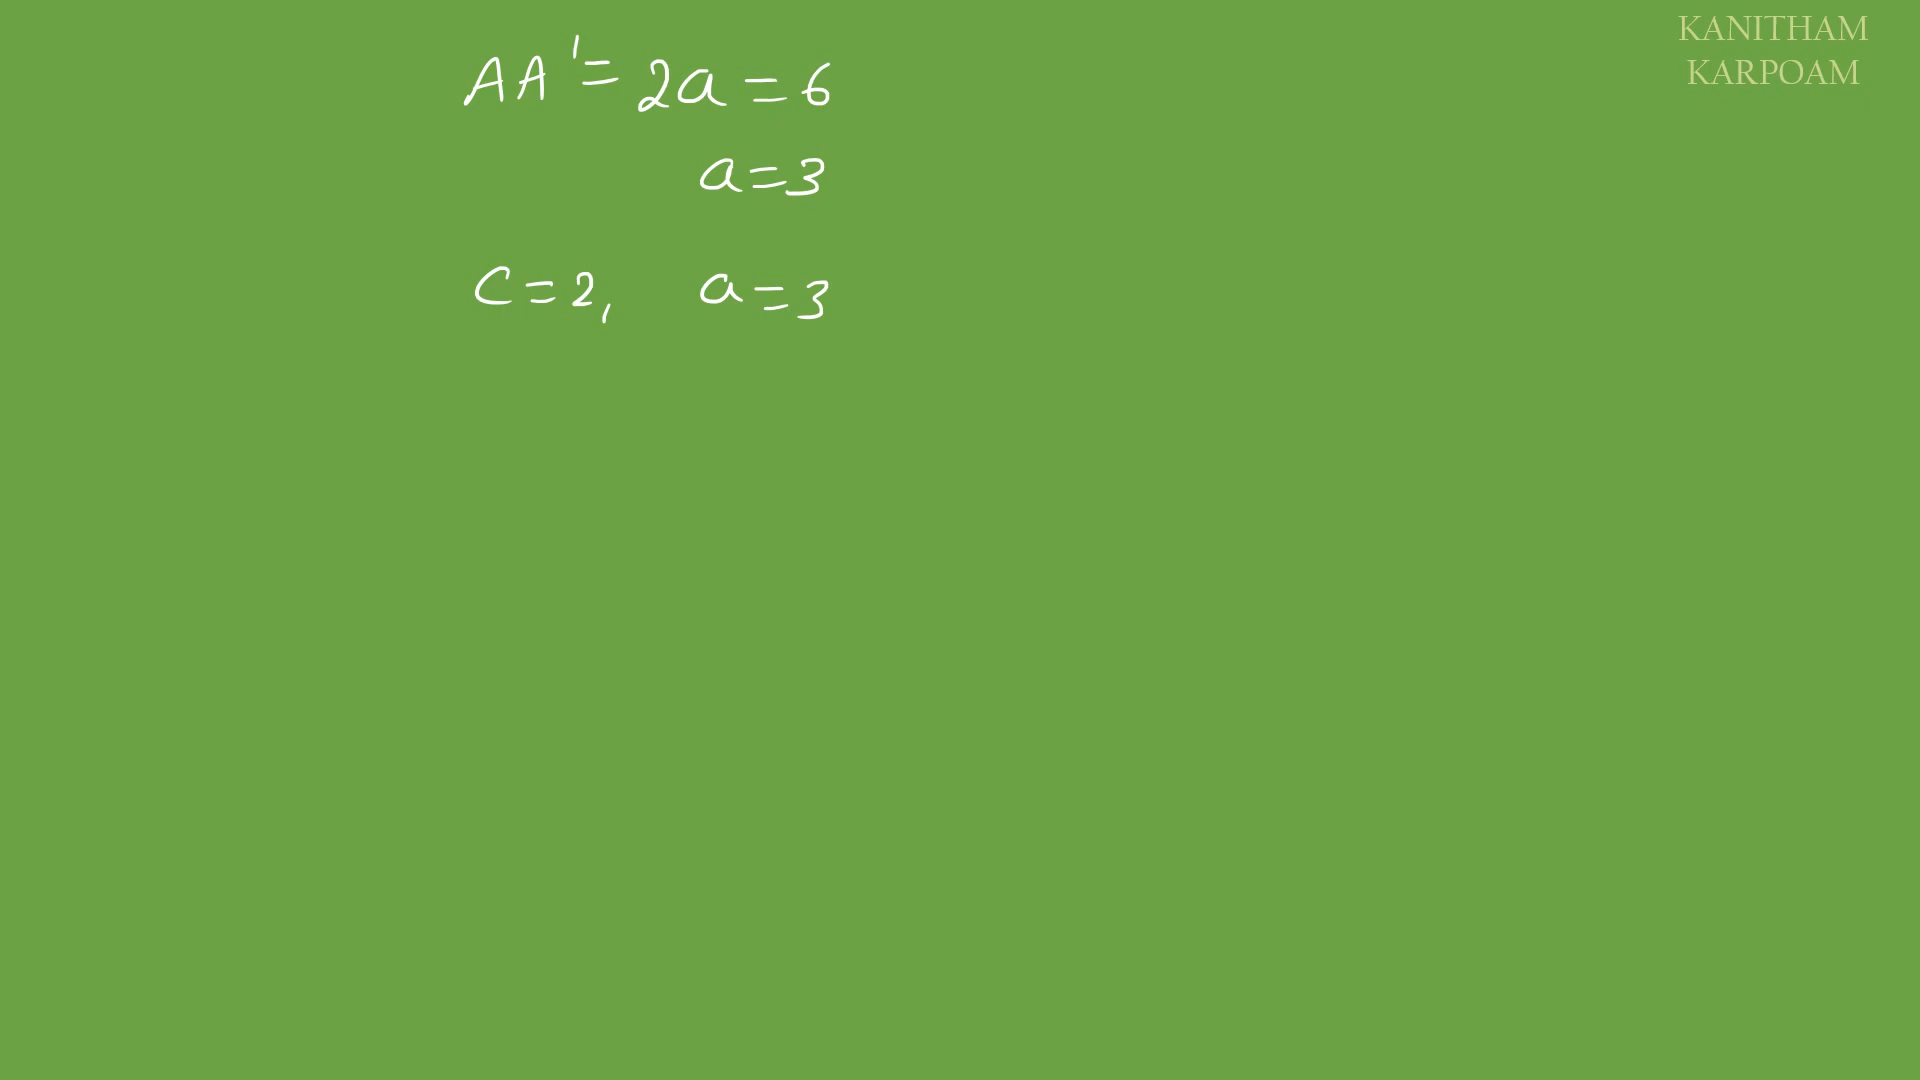 AA' = 2a = 6
a = 3
C = 2, a = 3
KANITHAM
KARPOAM